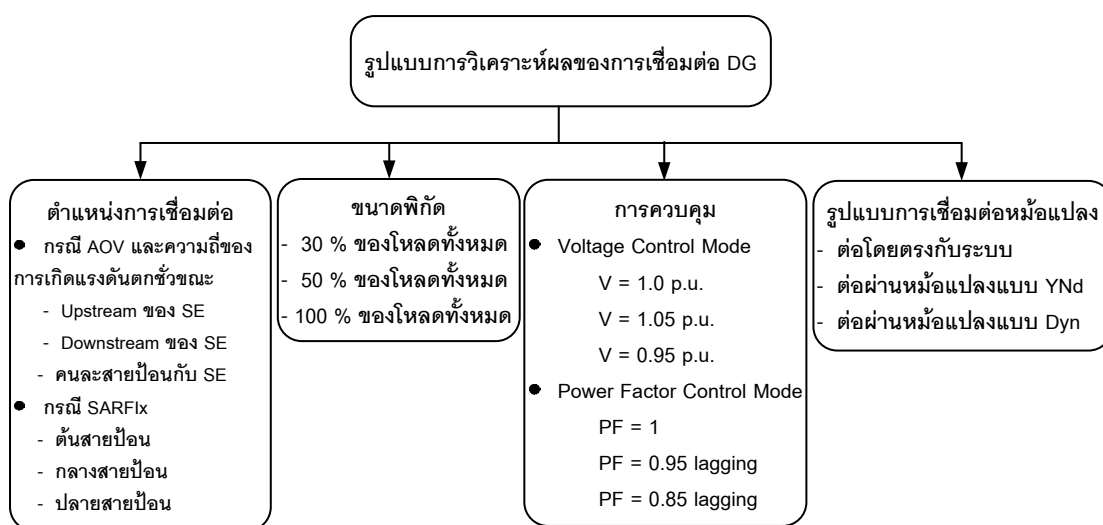 รูปแบบการวิเคราะห์ผลของการเชื่อมต่อ DG
ตำแหน่งการเชื่อมต่อ
● กรณี AOV และความถี่ของ
การเกิดแรงดันตกชั่วขณะ
- Upstream ของ SE
- Downstream ของ SE
- คนละสายป้อนกับ SE
● กรณี SARFIx
- ต้นสายป้อน
- กลางสายป้อน
- ปลายสายป้อน
ขนาดพิกัด
- 30 % ของโหลดทั้งหมด
- 50 % ของโหลดทั้งหมด
- 100 % ของโหลดทั้งหมด
การควบคุม
● Voltage Control Mode
V = 1.0 p.u.
V = 1.05 p.u.
V = 0.95 p.u.
● Power Factor Control Mode
PF = 1
PF = 0.95 lagging
PF = 0.85 lagging
รูปแบบการเชื่อมต่อหม้อแปลง
- ต่อโดยตรงกับระบบ
- ต่อผ่านหม้อแปลงแบบ YNd
- ต่อผ่านหม้อแปลงแบบ Dyn